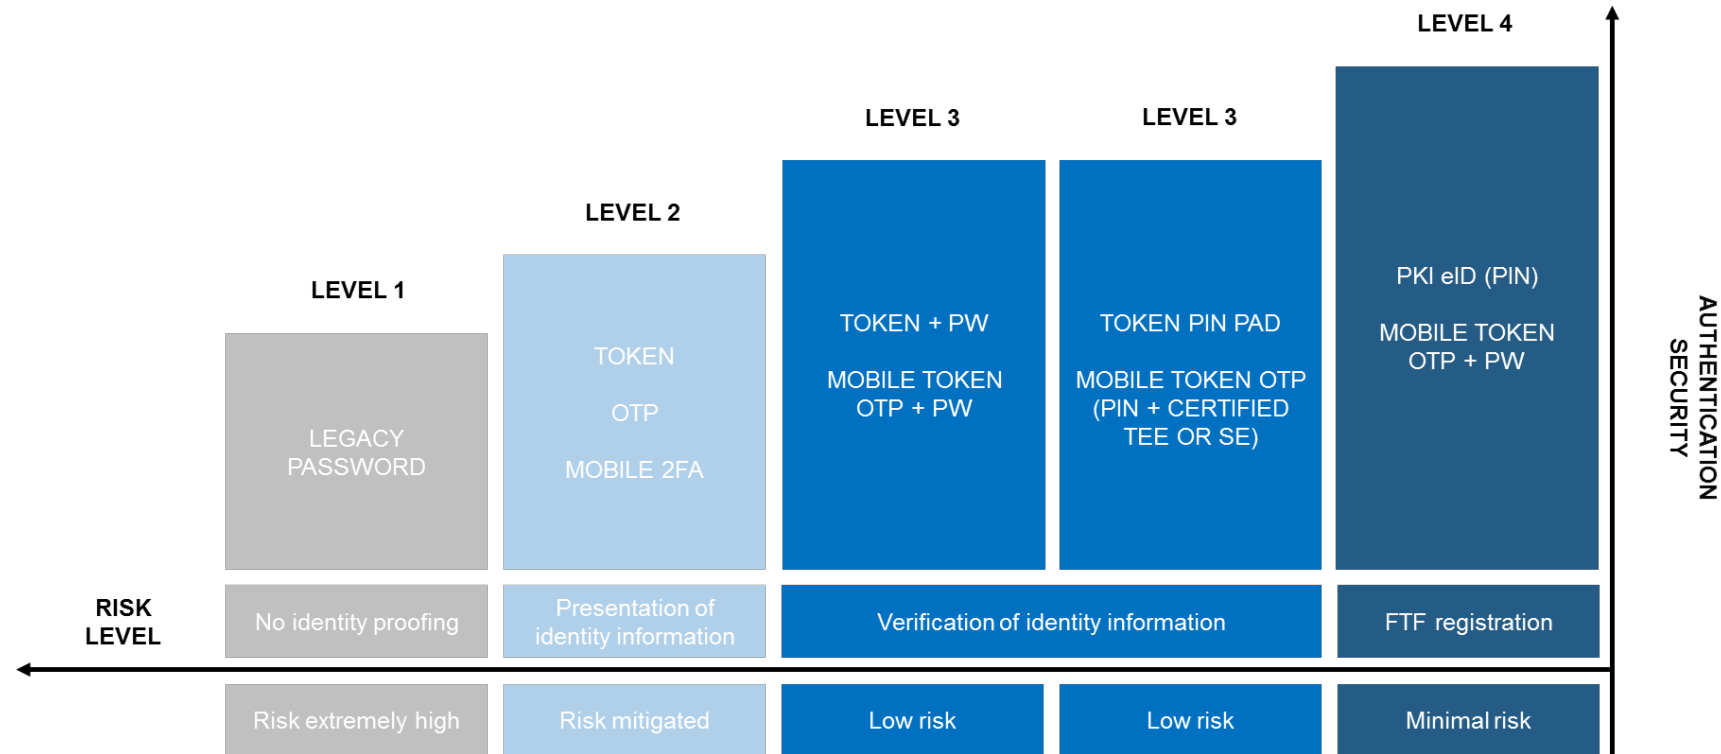 LEVEL 4
LEVEL 3
LEVEL 3
LEVEL 2
LEVEL 1
LEGACY
PASSWORD
TOKEN
OTP
MOBILE 2FA
TOKEN + PW
MOBILE TOKEN
OTP + PW
TOKEN PIN PAD
MOBILE TOKEN OTP
(PIN + CERTIFIED
TEE OR SE)
PKI eID (PIN)
MOBILE TOKEN
OTP + PW
AUTHENTICATION
SECURITY
RISK
LEVEL
No identity proofing
Presentation of
identity information
Verification of identity information
FTF registration
Risk extremely high
Risk mitigated
Low risk
Low risk
Minimal risk